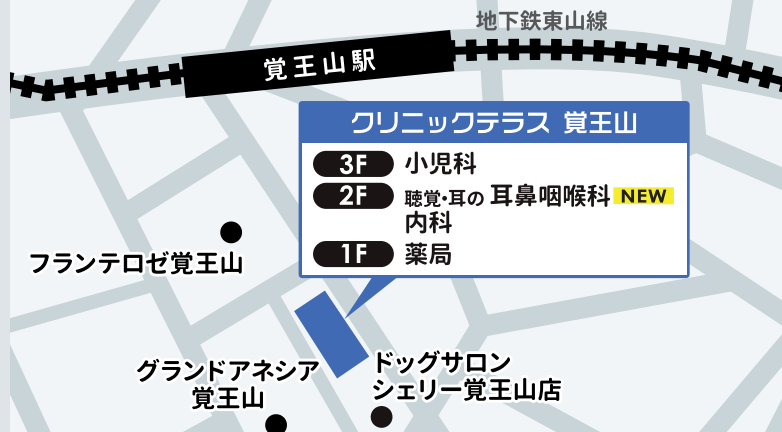 地下鉄東山線
覚王山駅
クリニックテラス 覚王山
3F 小児科
2F 聴覚・耳の 耳鼻咽喉科 NEW
内科
1F 薬局
フランテロゼ覚王山
グランドアネシア
覚王山
ドッグサロン
シェリー覚王山店